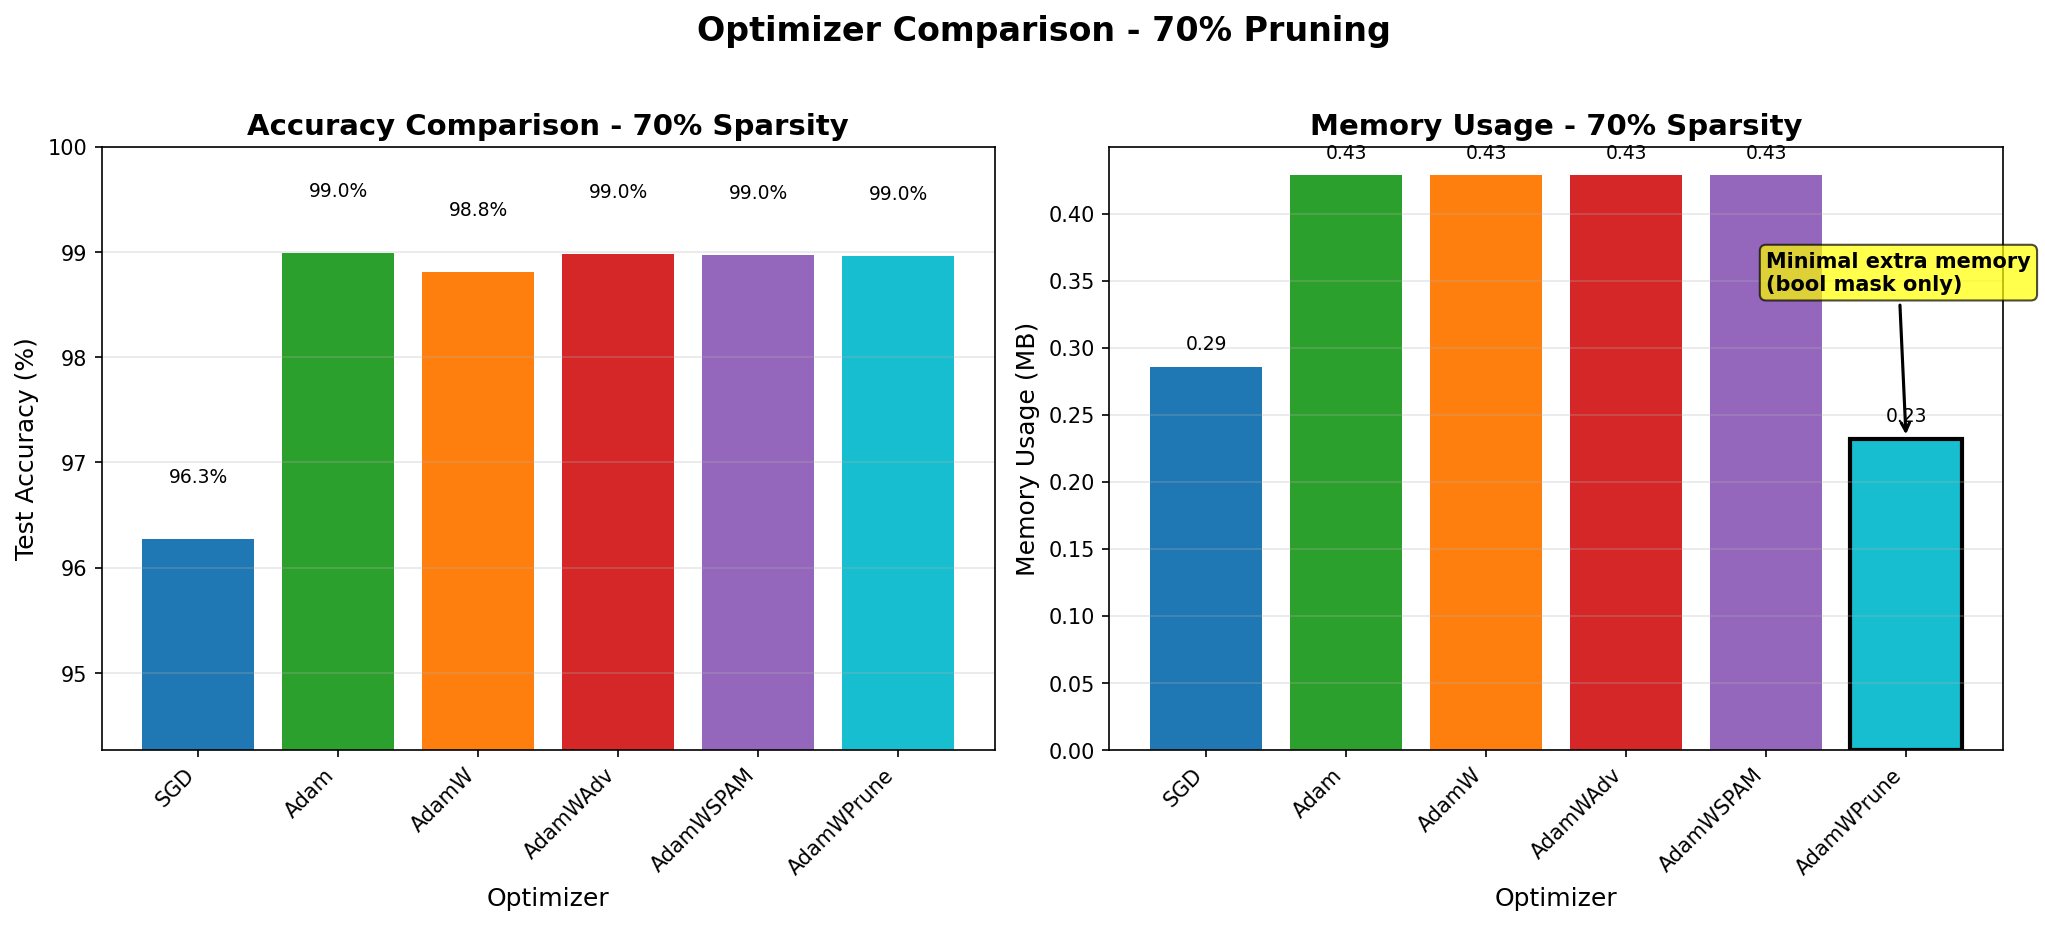 Optimizer Comparison - 70% Pruning
Accuracy Comparison - 70% Sparsity
Test Accuracy (%)
100
99
98
97
96
95
96.3%
99.0%
98.8%
99.0%
99.0%
99.0%
SGD
Adam
AdamW
AdamWAdv
AdamWSPAM
AdamWPrune
Optimizer
Memory Usage - 70% Sparsity
Memory Usage (MB)
0.40
0.35
0.30
0.25
0.20
0.15
0.10
0.05
0.00
0.29
0.43
0.43
0.43
0.43
0.23
Minimal extra memory
(bool mask only)
SGD
Adam
AdamW
AdamWAdv
AdamWSPAM
AdamWPrune
Optimizer